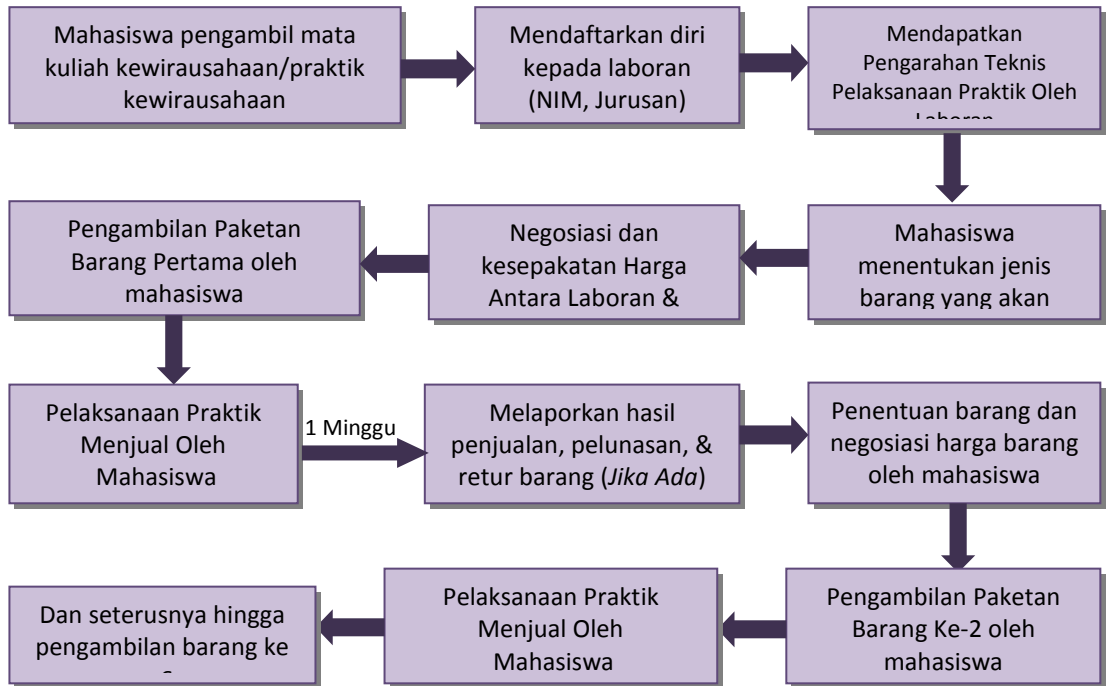 Mahasiswa pengambil mata
kuliah kewirausahaan/praktik
kewirausahaan
Mendaftarkan diri
kepada laboran
(NIM, Jurusan)
Mendapatkan
Pengarahan Teknis
Pelaksanaan Praktik Oleh
Laboran
Mahasiswa
menentukan jenis
barang yang akan
Negosiasi dan
kesepakatan Harga
Antara Laboran &
Pengambilan Paketan
Barang Pertama oleh
mahasiswa
Pelaksanaan Praktik
Menjual Oleh
Mahasiswa
1 Minggu
Melaporkan hasil
penjualan, pelunasan, &
retur barang (Jika Ada)
Penentuan barang dan
negosiasi harga barang
oleh mahasiswa
Pengambilan Paketan
Barang Ke-2 oleh
mahasiswa
Pelaksanaan Praktik
Menjual Oleh
Mahasiswa
Dan seterusnya hingga
pengambilan barang ke